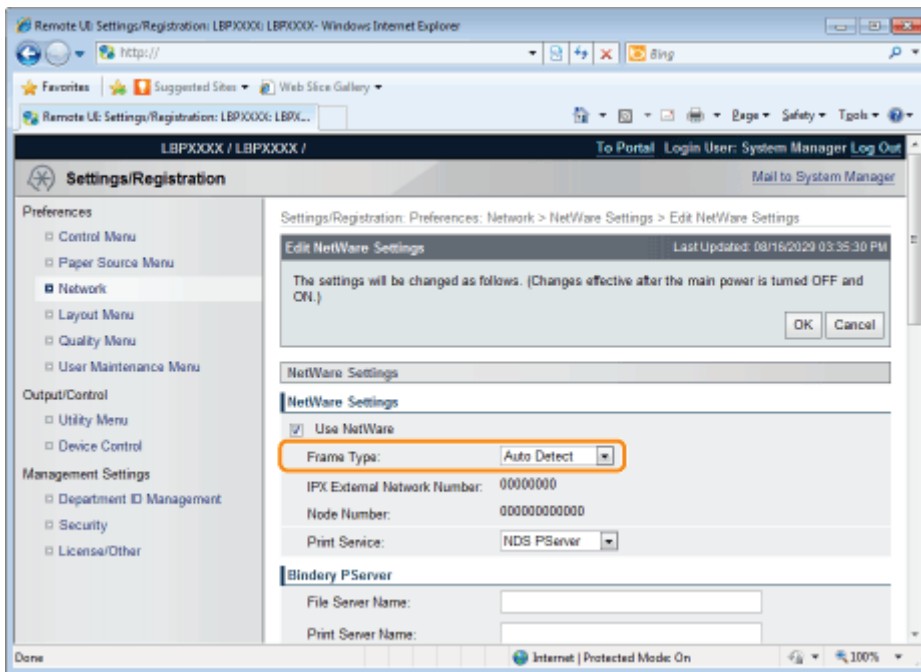 Remote UI: Settings/Registration: LBPXXXX: LBPXXXX- Windows Internet Explorer
http://
Bing
Favorites Suggested Sites Web Slice Gallery
Remote UI: Settings/Registration: LBPXXXX: LBPX... Page Safety Tools
LBPXXXX / LBPXXXX / To Portal Login User: System Manager Log Out
Settings/Registration Mail to System Manager
Preferences
Control Menu
Paper Source Menu
Network
Layout Menu
Quality Menu
User Maintenance Menu
Output/Control
Utility Menu
Device Control
Management Settings
Department ID Management
Security
License/Other
Settings/Registration: Preferences: Network > NetWare Settings > Edit NetWare Settings
Edit NetWare Settings Last Updated: 08/16/2029 03:35:30 PM
The settings will be changed as follows. (Changes effective after the main power is turned OFF and
ON.)
OK Cancel
NetWare Settings
NetWare Settings
Use NetWare
Frame Type: Auto Detect
IPX External Network Number: 00000000
Node Number: 000000000000
Print Service: NDS PServer
Bindery PServer
File Server Name:
Print Server Name:
Done Internet | Protected Mode: On 100%